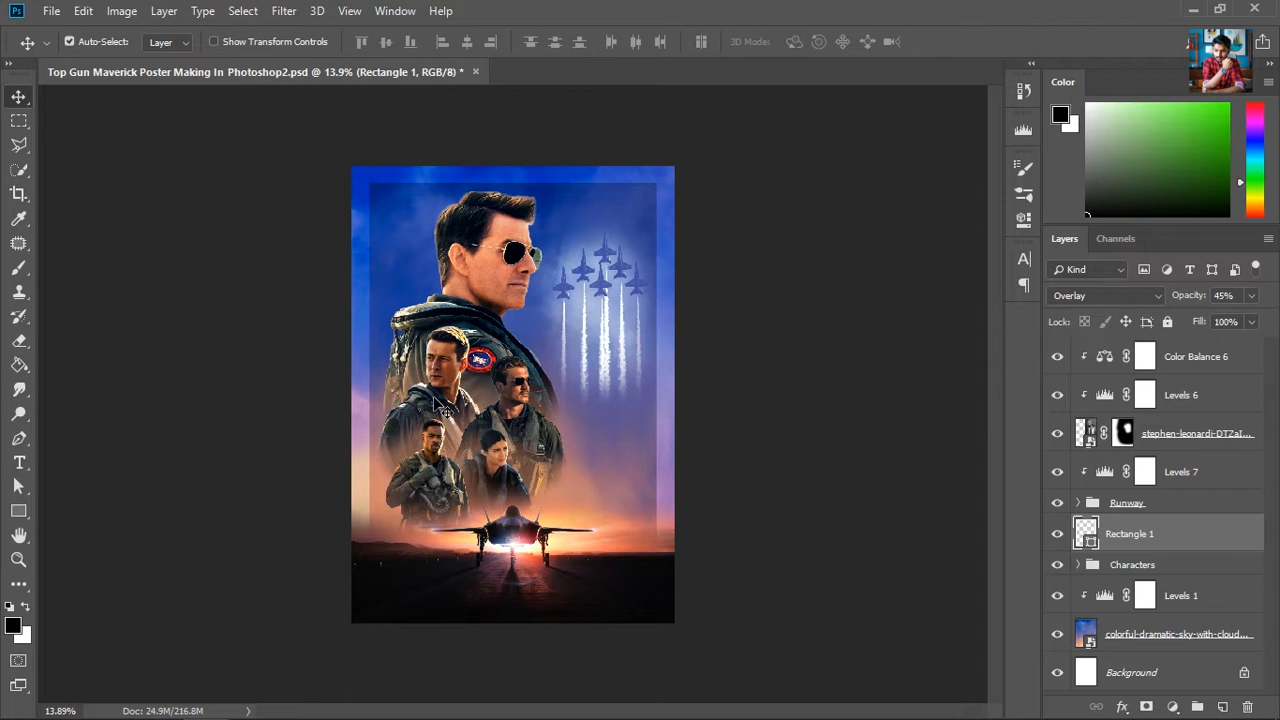 Ps File Edit Image Layer Type Select Filter 3D View Window Help
Auto-Select: Layer Show Transform Controls 3D Mode:
Top Gun Maverick Poster Making In Photoshop2.psd @ 13.9% (Rectangle 1, RGB/8) *
Color
Layers Channels
Kind
Overlay Opacity: 45%
Lock: Fill: 100%
Color Balance 6
Levels 6
stephen-leonardi-DTZaI...
Levels 7
Runway
Rectangle 1
Characters
Levels 1
colorful-dramatic-sky-with-cloud...
Background
13.89% Doc: 24.9M/216.8M